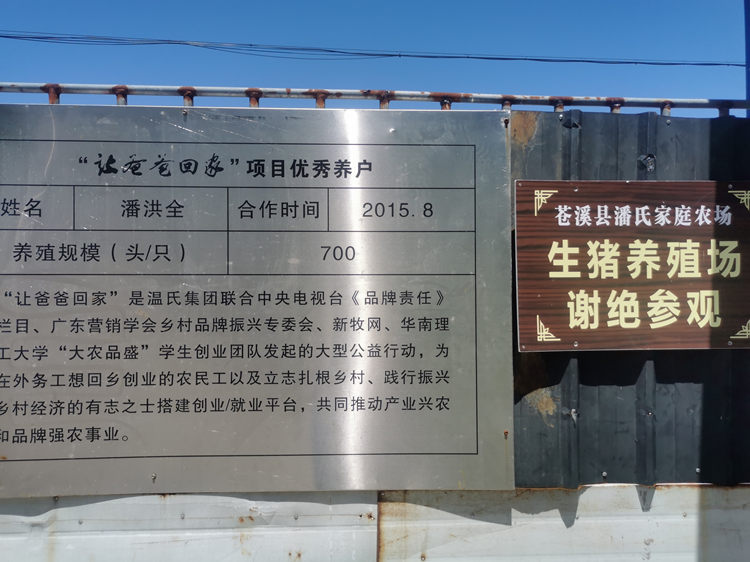 “让爸爸回家”项目优秀养户
姓名 潘洪全 合作时间 2015.8
养殖规模（头/只） 700
“让爸爸回家”是温氏集团联合中央电视台《品牌责任》
栏目、广东营销学会乡村品牌振兴专委会、新牧网、华南理
工大学“大农品盛”学生创业团队发起的大型公益行动，为
在外务工想回乡创业的农民工以及立志扎根乡村、践行振兴
乡村经济的有志之士搭建创业/就业平台，共同推动产业兴农
和品牌强农事业。
苍溪县潘氏家庭农场
生猪养殖场
谢绝参观